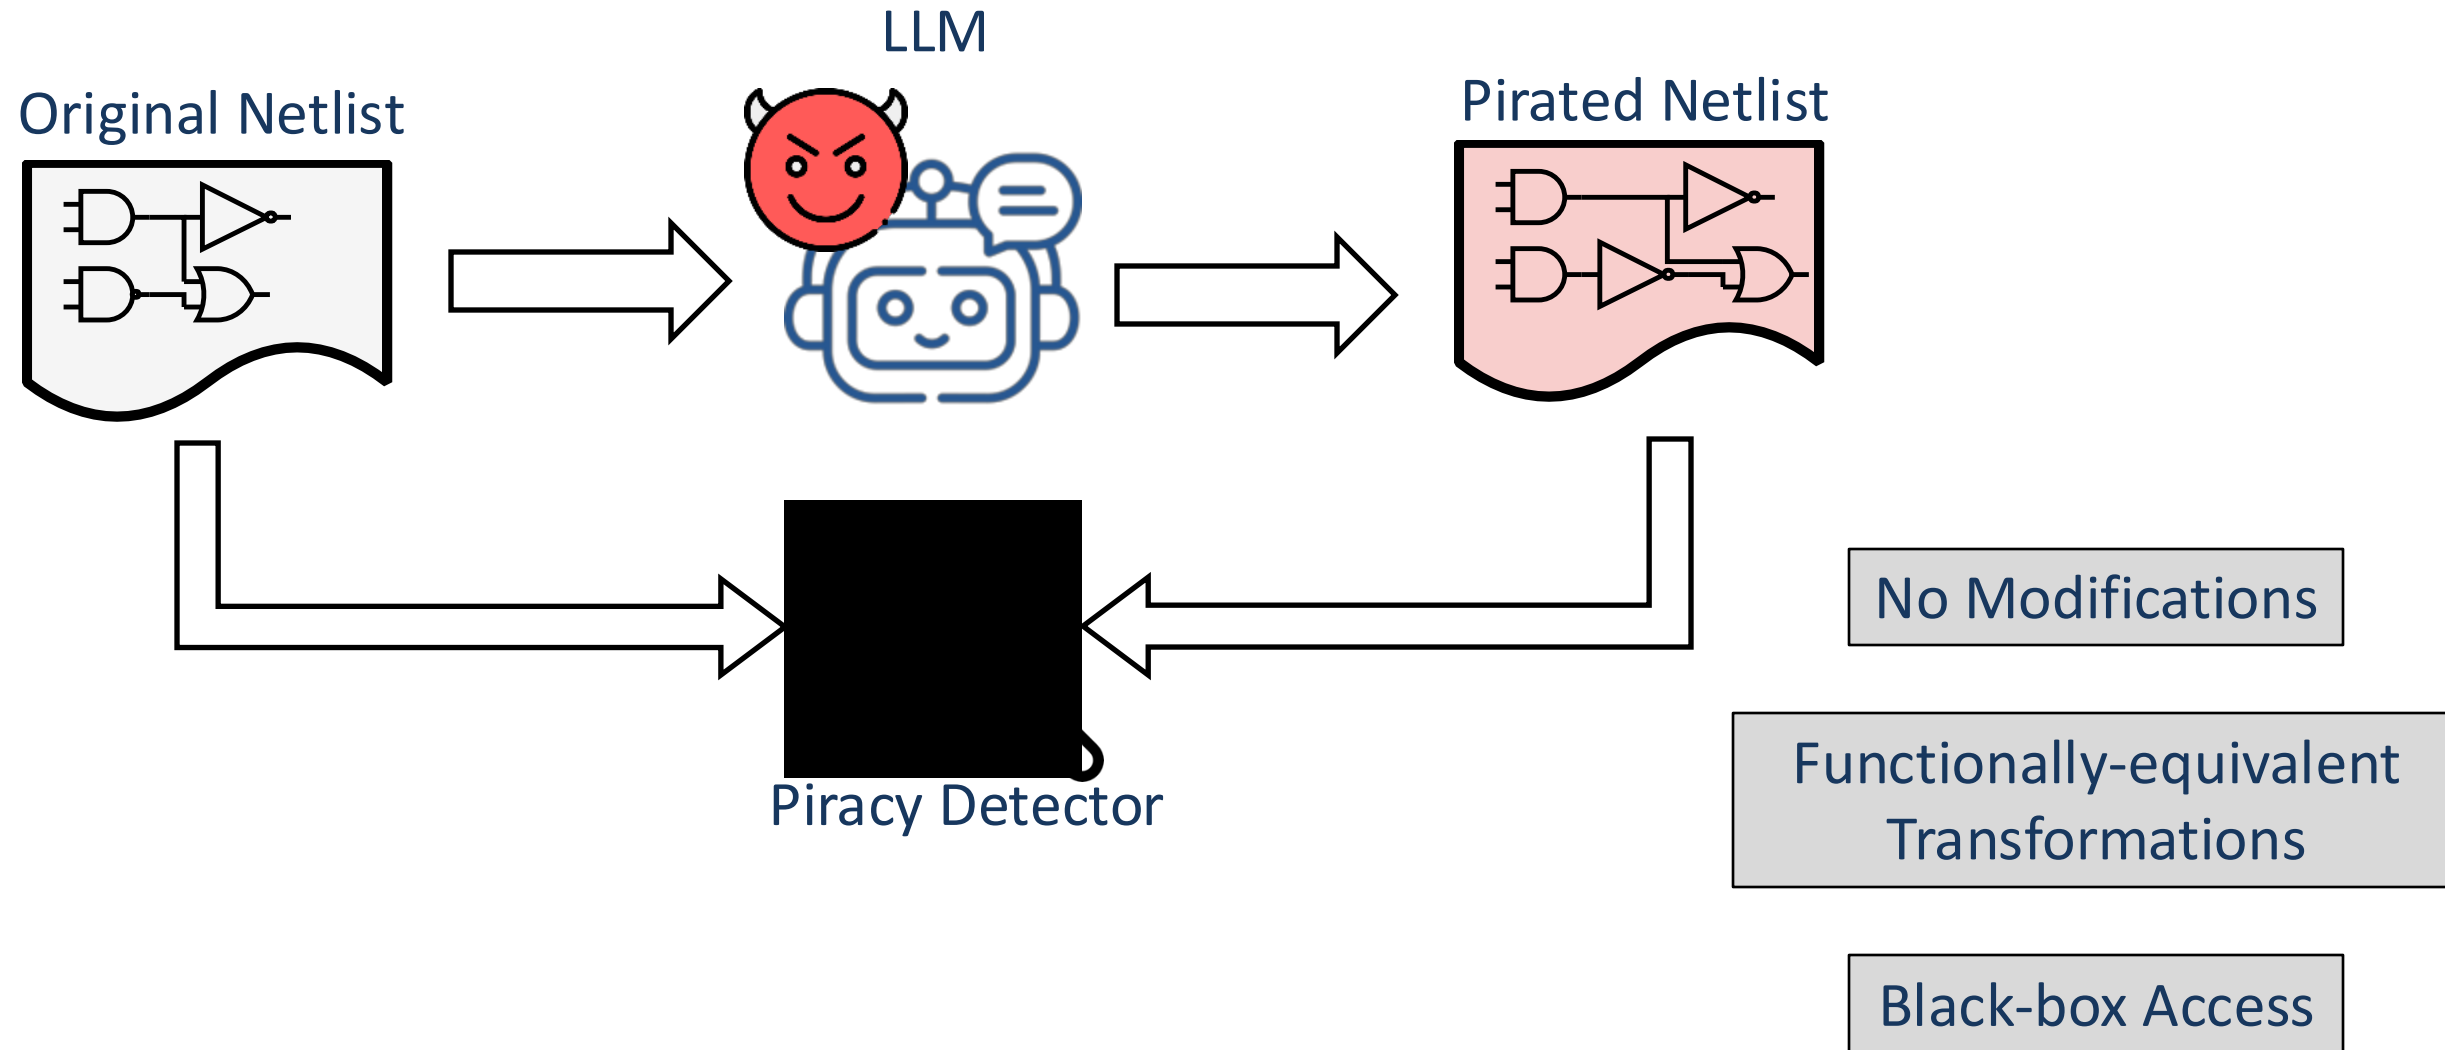 LLM
Original Netlist
Pirated Netlist
Piracy Detector
No Modifications
Functionally-equivalent
Transformations
Black-box Access